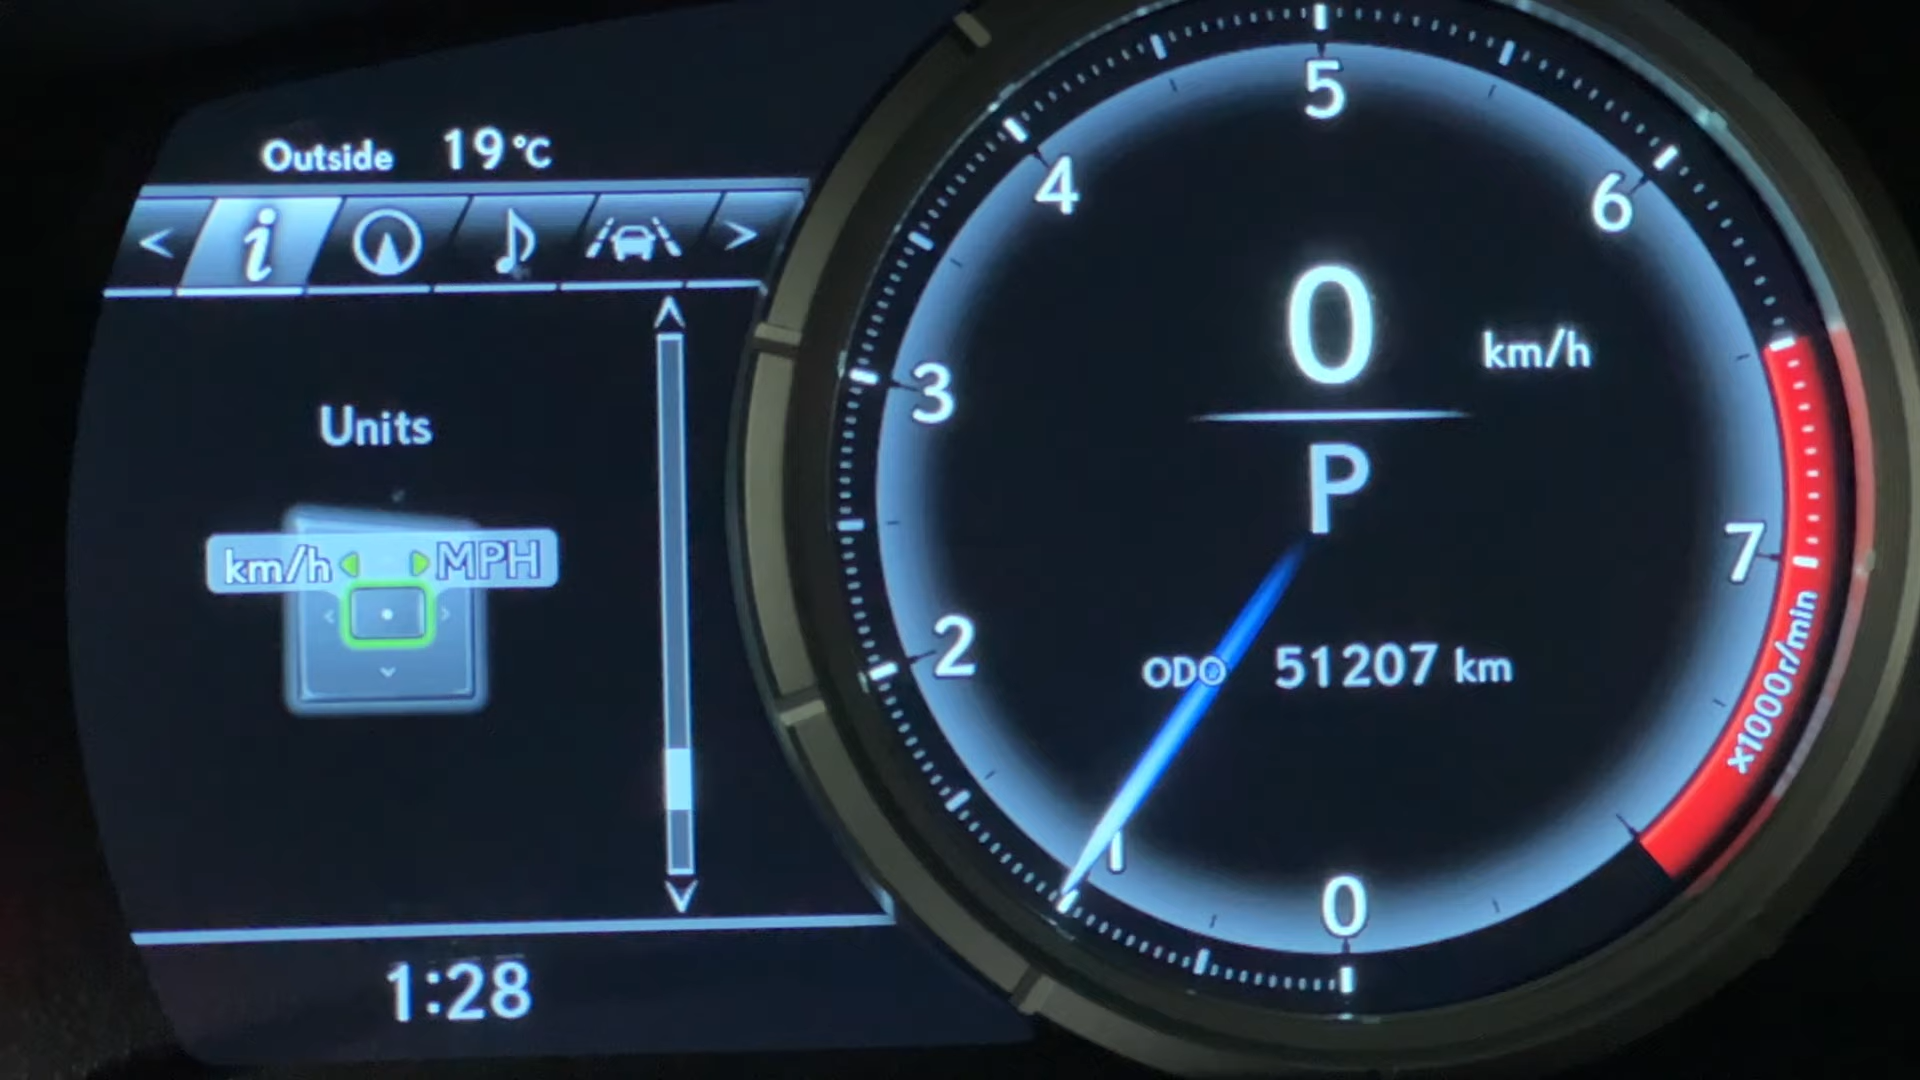 Outside 19°C
< i >
Units
km/h MPH
1:28
5
4
6
3
2
7
1
0
0 km/h
P
ODO 51207 km
x1000r/min